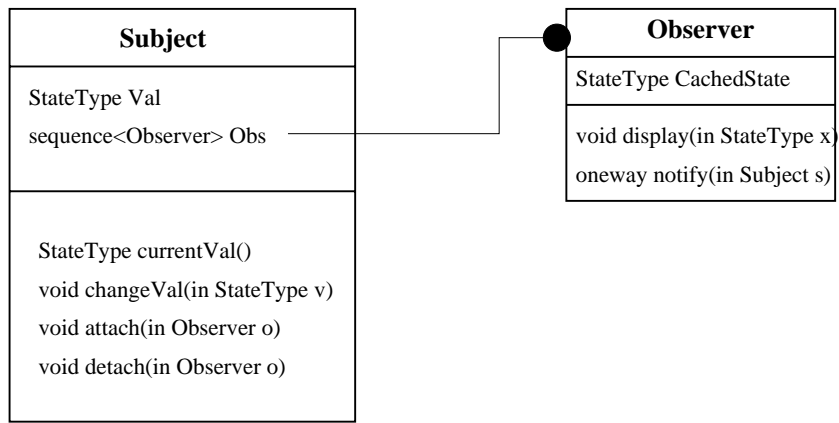 Subject
StateType Val
sequence<Observer> Obs
StateType currentVal()
void changeVal(in StateType v)
void attach(in Observer o)
void detach(in Observer o)
Observer
StateType CachedState
void display(in StateType x)
oneway notify(in Subject s)